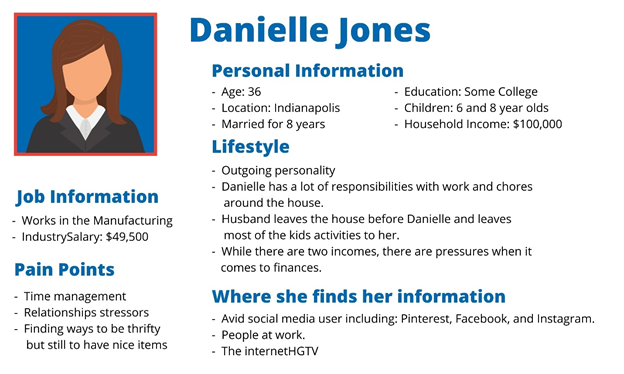 Danielle Jones
Personal Information
- Age: 36
- Location: Indianapolis
- Married for 8 years
- Education: Some College
- Children: 6 and 8 year olds
- Household Income: $100,000
Lifestyle
- Outgoing personality
- Danielle has a lot of responsibilities with work and chores
around the house.
- Husband leaves the house before Danielle and leaves
most of the kids activities to her.
- While there are two incomes, there are pressures when it
comes to finances.
Where she finds her information
- Avid social media user including: Pinterest, Facebook, and Instagram.
- People at work.
- The internetHGTV
Job Information
- Works in the Manufacturing
- IndustrySalary: $49,500
Pain Points
- Time management
- Relationships stressors
- Finding ways to be thrifty
but still to have nice items